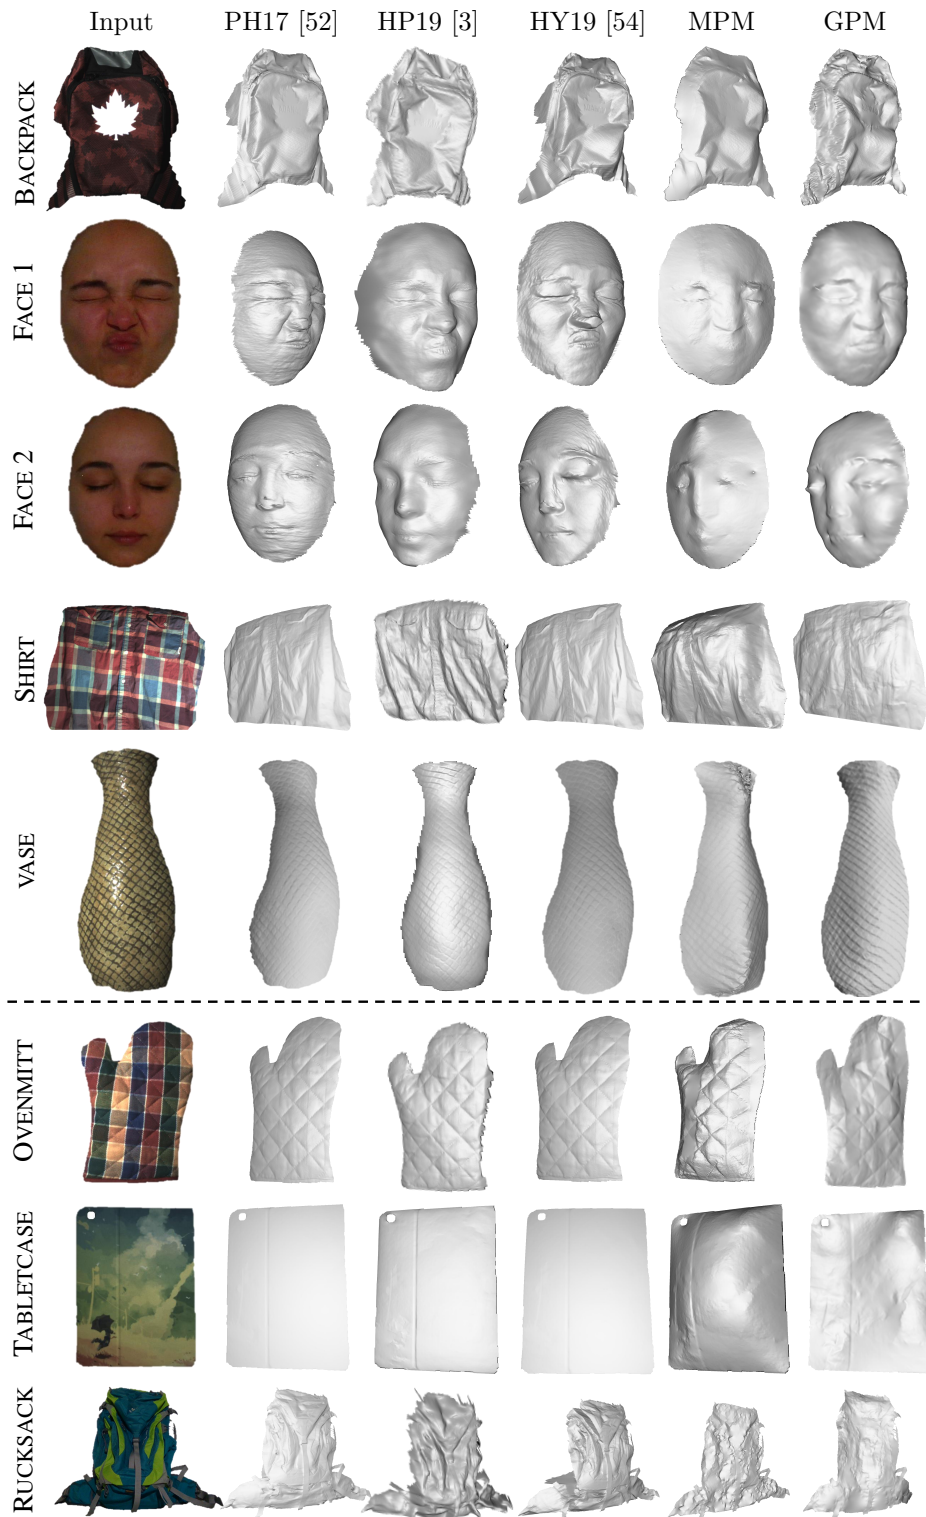 Input PH17 [52] HP19 [3] HY19 [54] MPM GPM
BACKPACK
FACE 1
FACE 2
SHIRT
VASE
OVENMITT
TABLETCASE
RUCKSACK